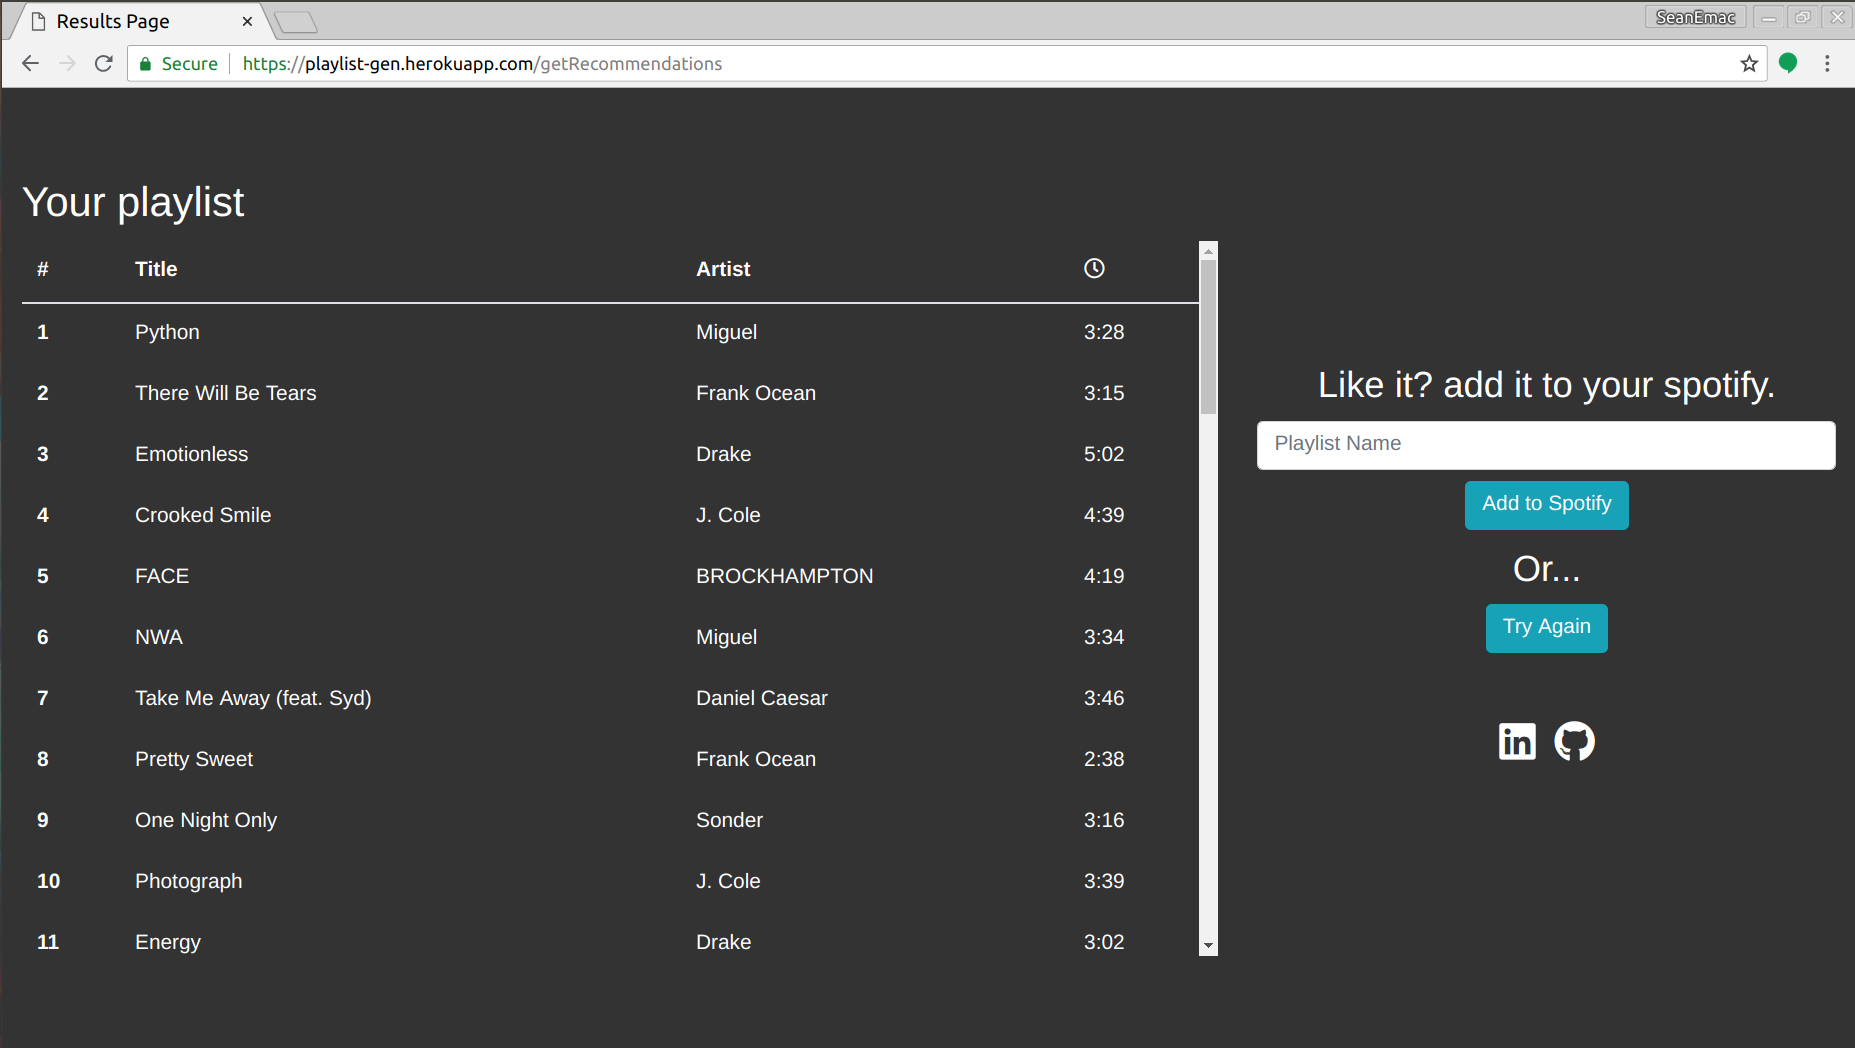 Results Page
SeanEmac
Secure https://playlist-gen.herokuapp.com/getRecommendations
Your playlist
# Title Artist
1 Python Miguel 3:28
2 There Will Be Tears Frank Ocean 3:15
3 Emotionless Drake 5:02
4 Crooked Smile J. Cole 4:39
5 FACE BROCKHAMPTON 4:19
6 NWA Miguel 3:34
7 Take Me Away (feat. Syd) Daniel Caesar 3:46
8 Pretty Sweet Frank Ocean 2:38
9 One Night Only Sonder 3:16
10 Photograph J. Cole 3:39
11 Energy Drake 3:02
Like it? add it to your spotify.
Playlist Name
Add to Spotify
Or...
Try Again
in